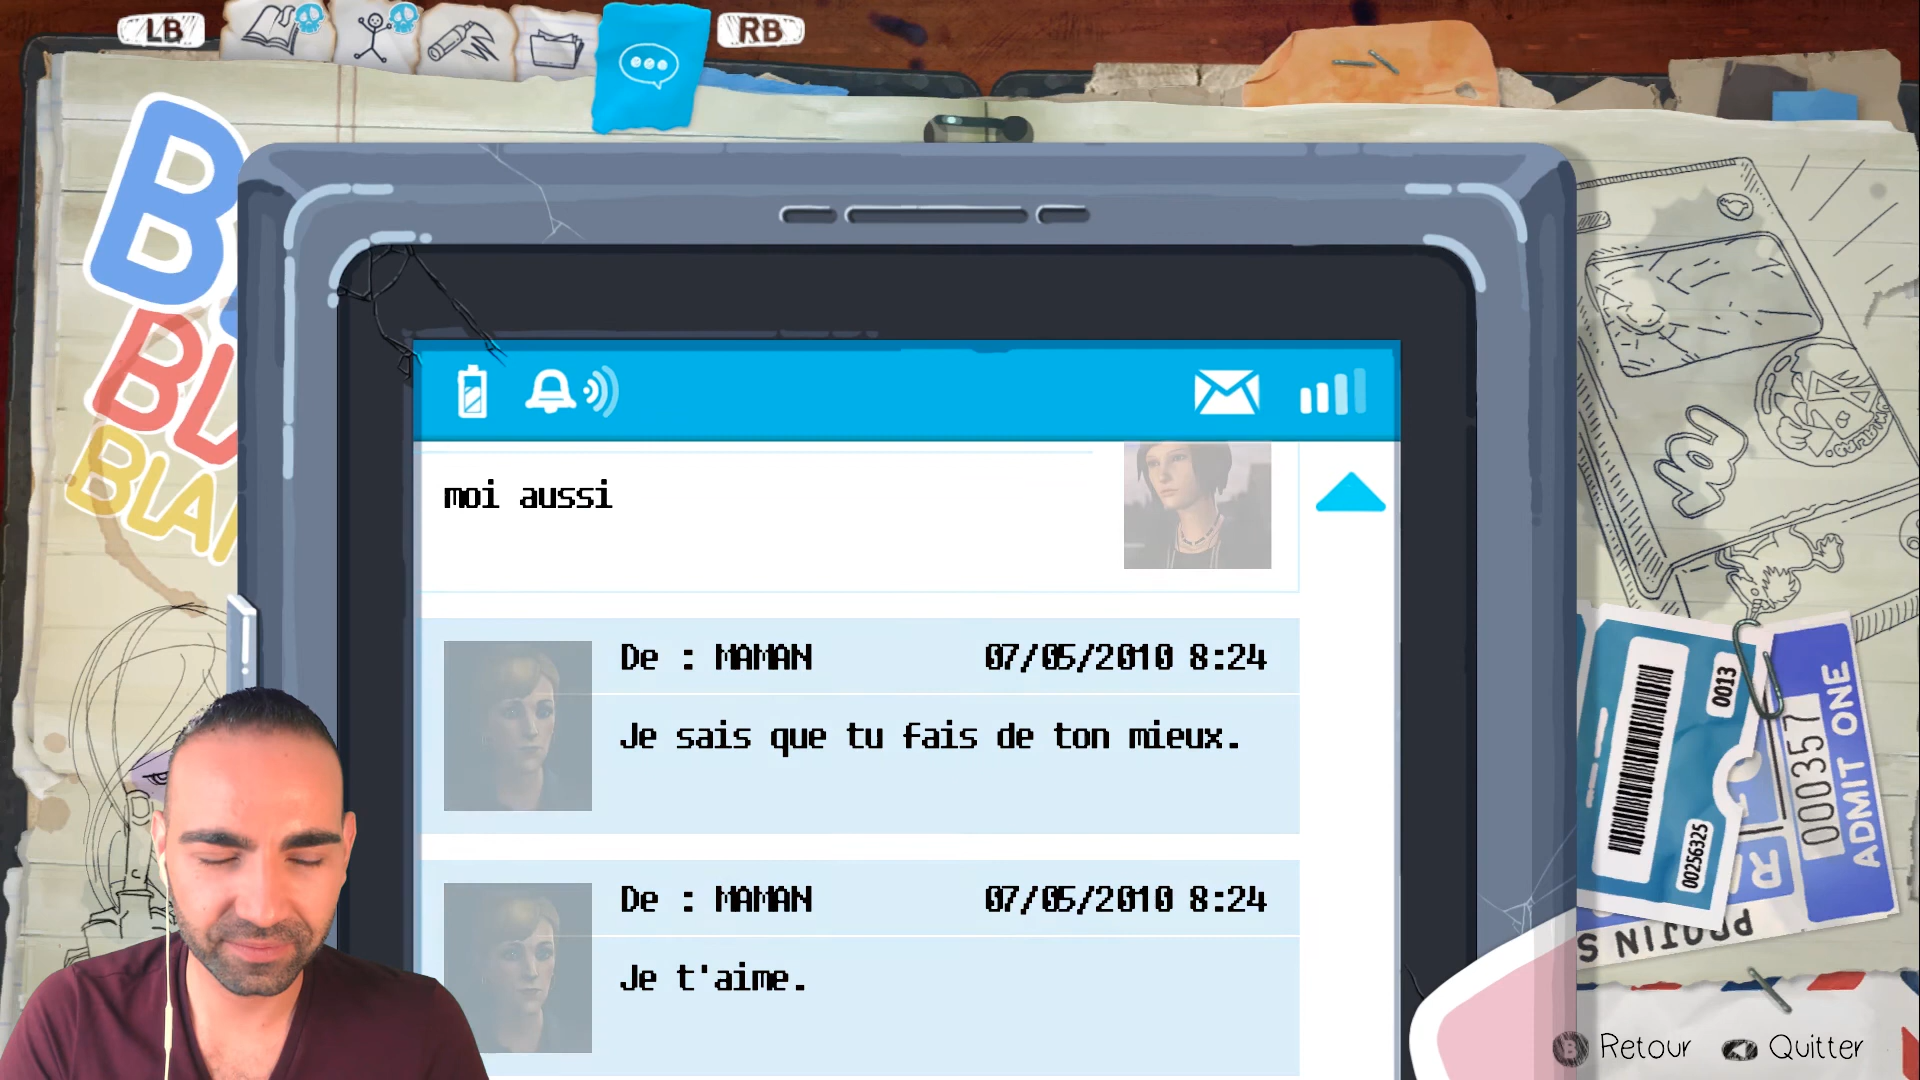 LB
RB
moi aussi
De : MAMAN 07/05/2010 8:24
Je sais que tu fais de ton mieux.
De : MAMAN 07/05/2010 8:24
Je t'aime.
0013
00256325
000357
ADMIT ONE
B Retour
Quitter